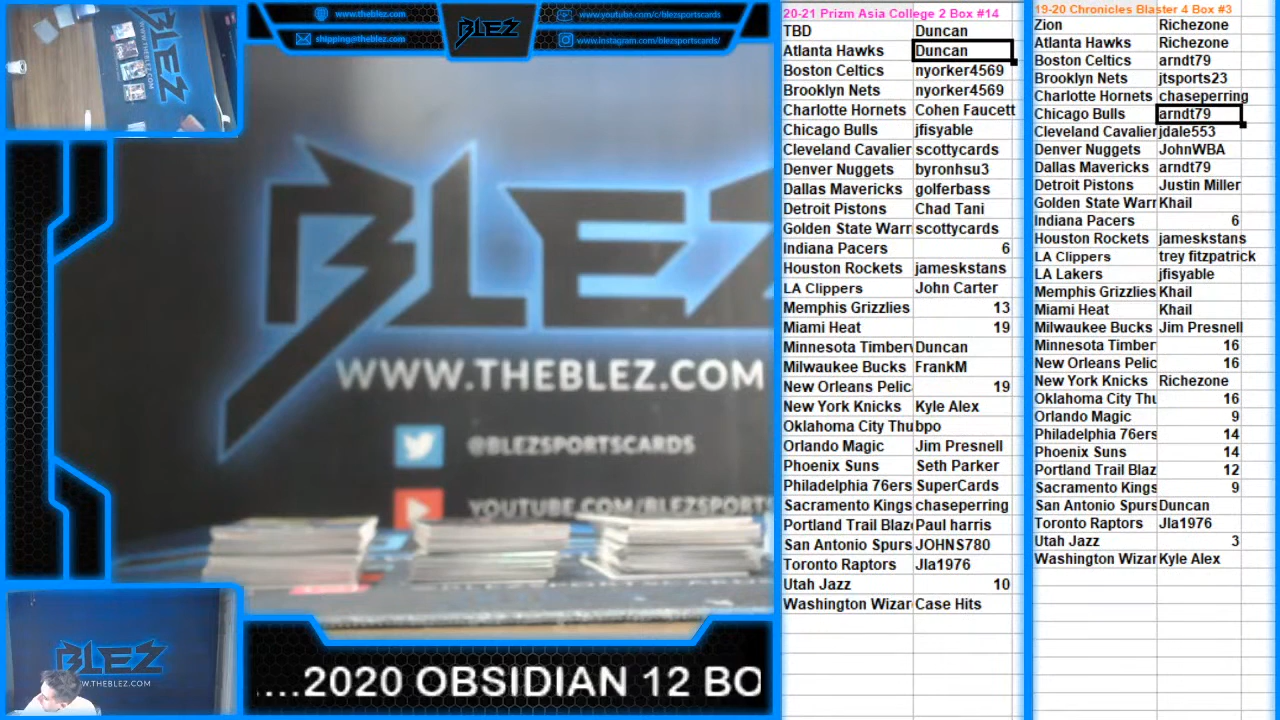 www.theblez.com
shipping@theblez.com
BLEZ
www.youtube.com/c/blezsportscards
www.Instagram.com/blezsportscards/
BLEZ
BLEZ
WWW.THEBLEZ.COM
@BLEZSPORTSCARDS
YOUTUBE.COM/BLEZSPORT
BLEZ
WWW.THEBLEZ.COM
....2020 OBSIDIAN 12 BO
20-21 Prizm Asia College 2 Box #14
TBD Duncan
Atlanta Hawks Duncan
Boston Celtics nyorker4569
Brooklyn Nets nyorker4569
Charlotte Hornets Cohen Faucett
Chicago Bulls jfisyable
Cleveland Cavalier scottycards
Denver Nuggets byronhsu3
Dallas Mavericks golferbass
Detroit Pistons Chad Tani
Golden State Warr scottycards
Indiana Pacers 6
Houston Rockets jameskstans
LA Clippers John Carter
Memphis Grizzlies 13
Miami Heat 19
Minnesota Timberv Duncan
Milwaukee Bucks FrankM
New Orleans Pelic 19
New York Knicks Kyle Alex
Oklahoma City Thu bpo
Orlando Magic Jim Presnell
Phoenix Suns Seth Parker
Philadelphia 76ers SuperCards
Sacramento Kings chaseperring
Portland Trail Blaze Paul harris
San Antonio Spurs JOHNS780
Toronto Raptors Jla1976
Utah Jazz 10
Washington Wizar Case Hits
19-20 Chronicles Blaster 4 Box #3
Zion Richezone
Atlanta Hawks Richezone
Boston Celtics arndt79
Brooklyn Nets jtsports23
Charlotte Hornets chaseperring
Chicago Bulls arndt79
Cleveland Cavalier jdale553
Denver Nuggets JohnWBA
Dallas Mavericks arndt79
Detroit Pistons Justin Miller
Golden State Warr Khail
Indiana Pacers 6
Houston Rockets jameskstans
LA Clippers trey fitzpatrick
LA Lakers jfisyable
Memphis Grizzlies Khail
Miami Heat Khail
Milwaukee Bucks Jim Presnell
Minnesota Timber 16
New Orleans Pelic 16
New York Knicks Richezone
Oklahoma City Thu 16
Orlando Magic 9
Philadelphia 76ers 14
Phoenix Suns 14
Portland Trail Blaz 12
Sacramento Kings 9
San Antonio Spurs Duncan
Toronto Raptors Jla1976
Utah Jazz 3
Washington Wizar Kyle Alex